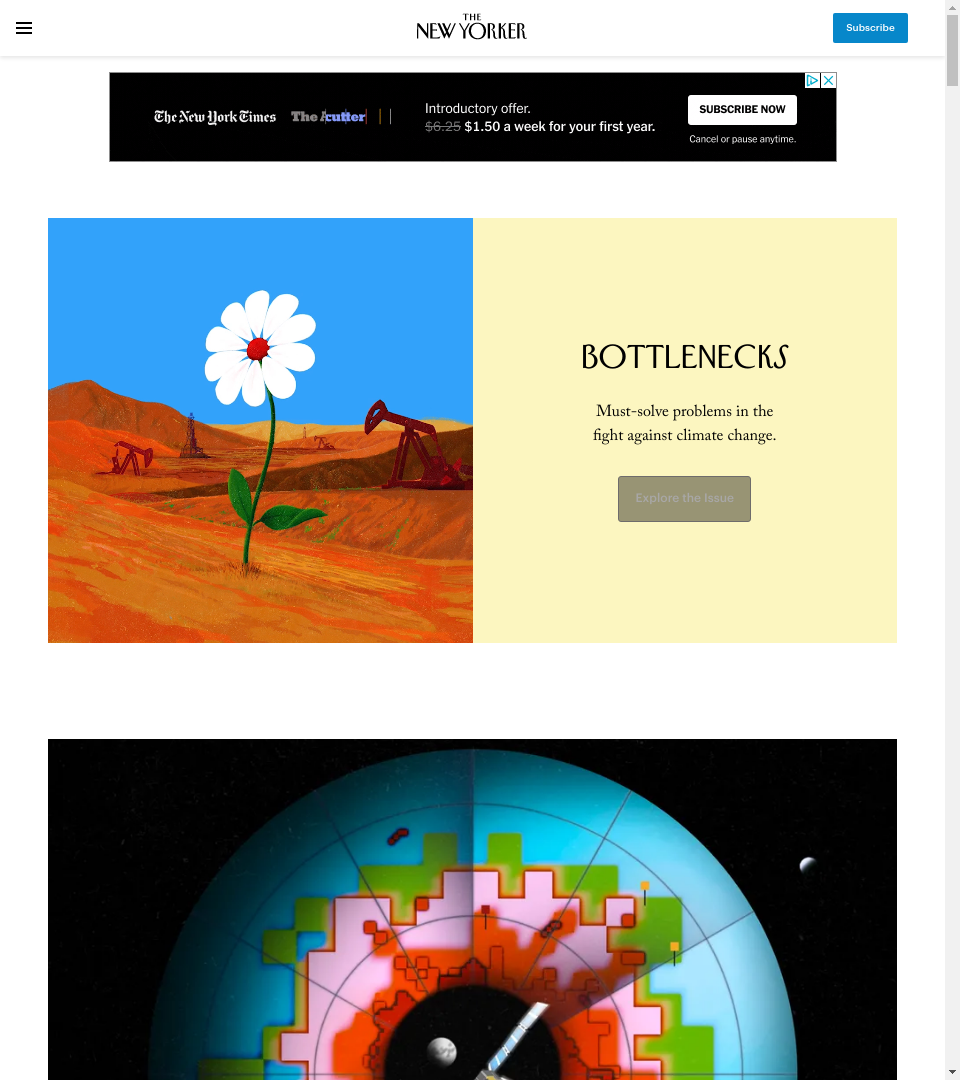 THE
NEW YORKER
Subscribe
The New York Times
The
cutter
Introductory offer.
$6.25 $1.50 a week for your first year.
SUBSCRIBE NOW
Cancel or pause anytime.
BOTTLENECKS
Must-solve problems in the
fight against climate change.
Explore the Issue